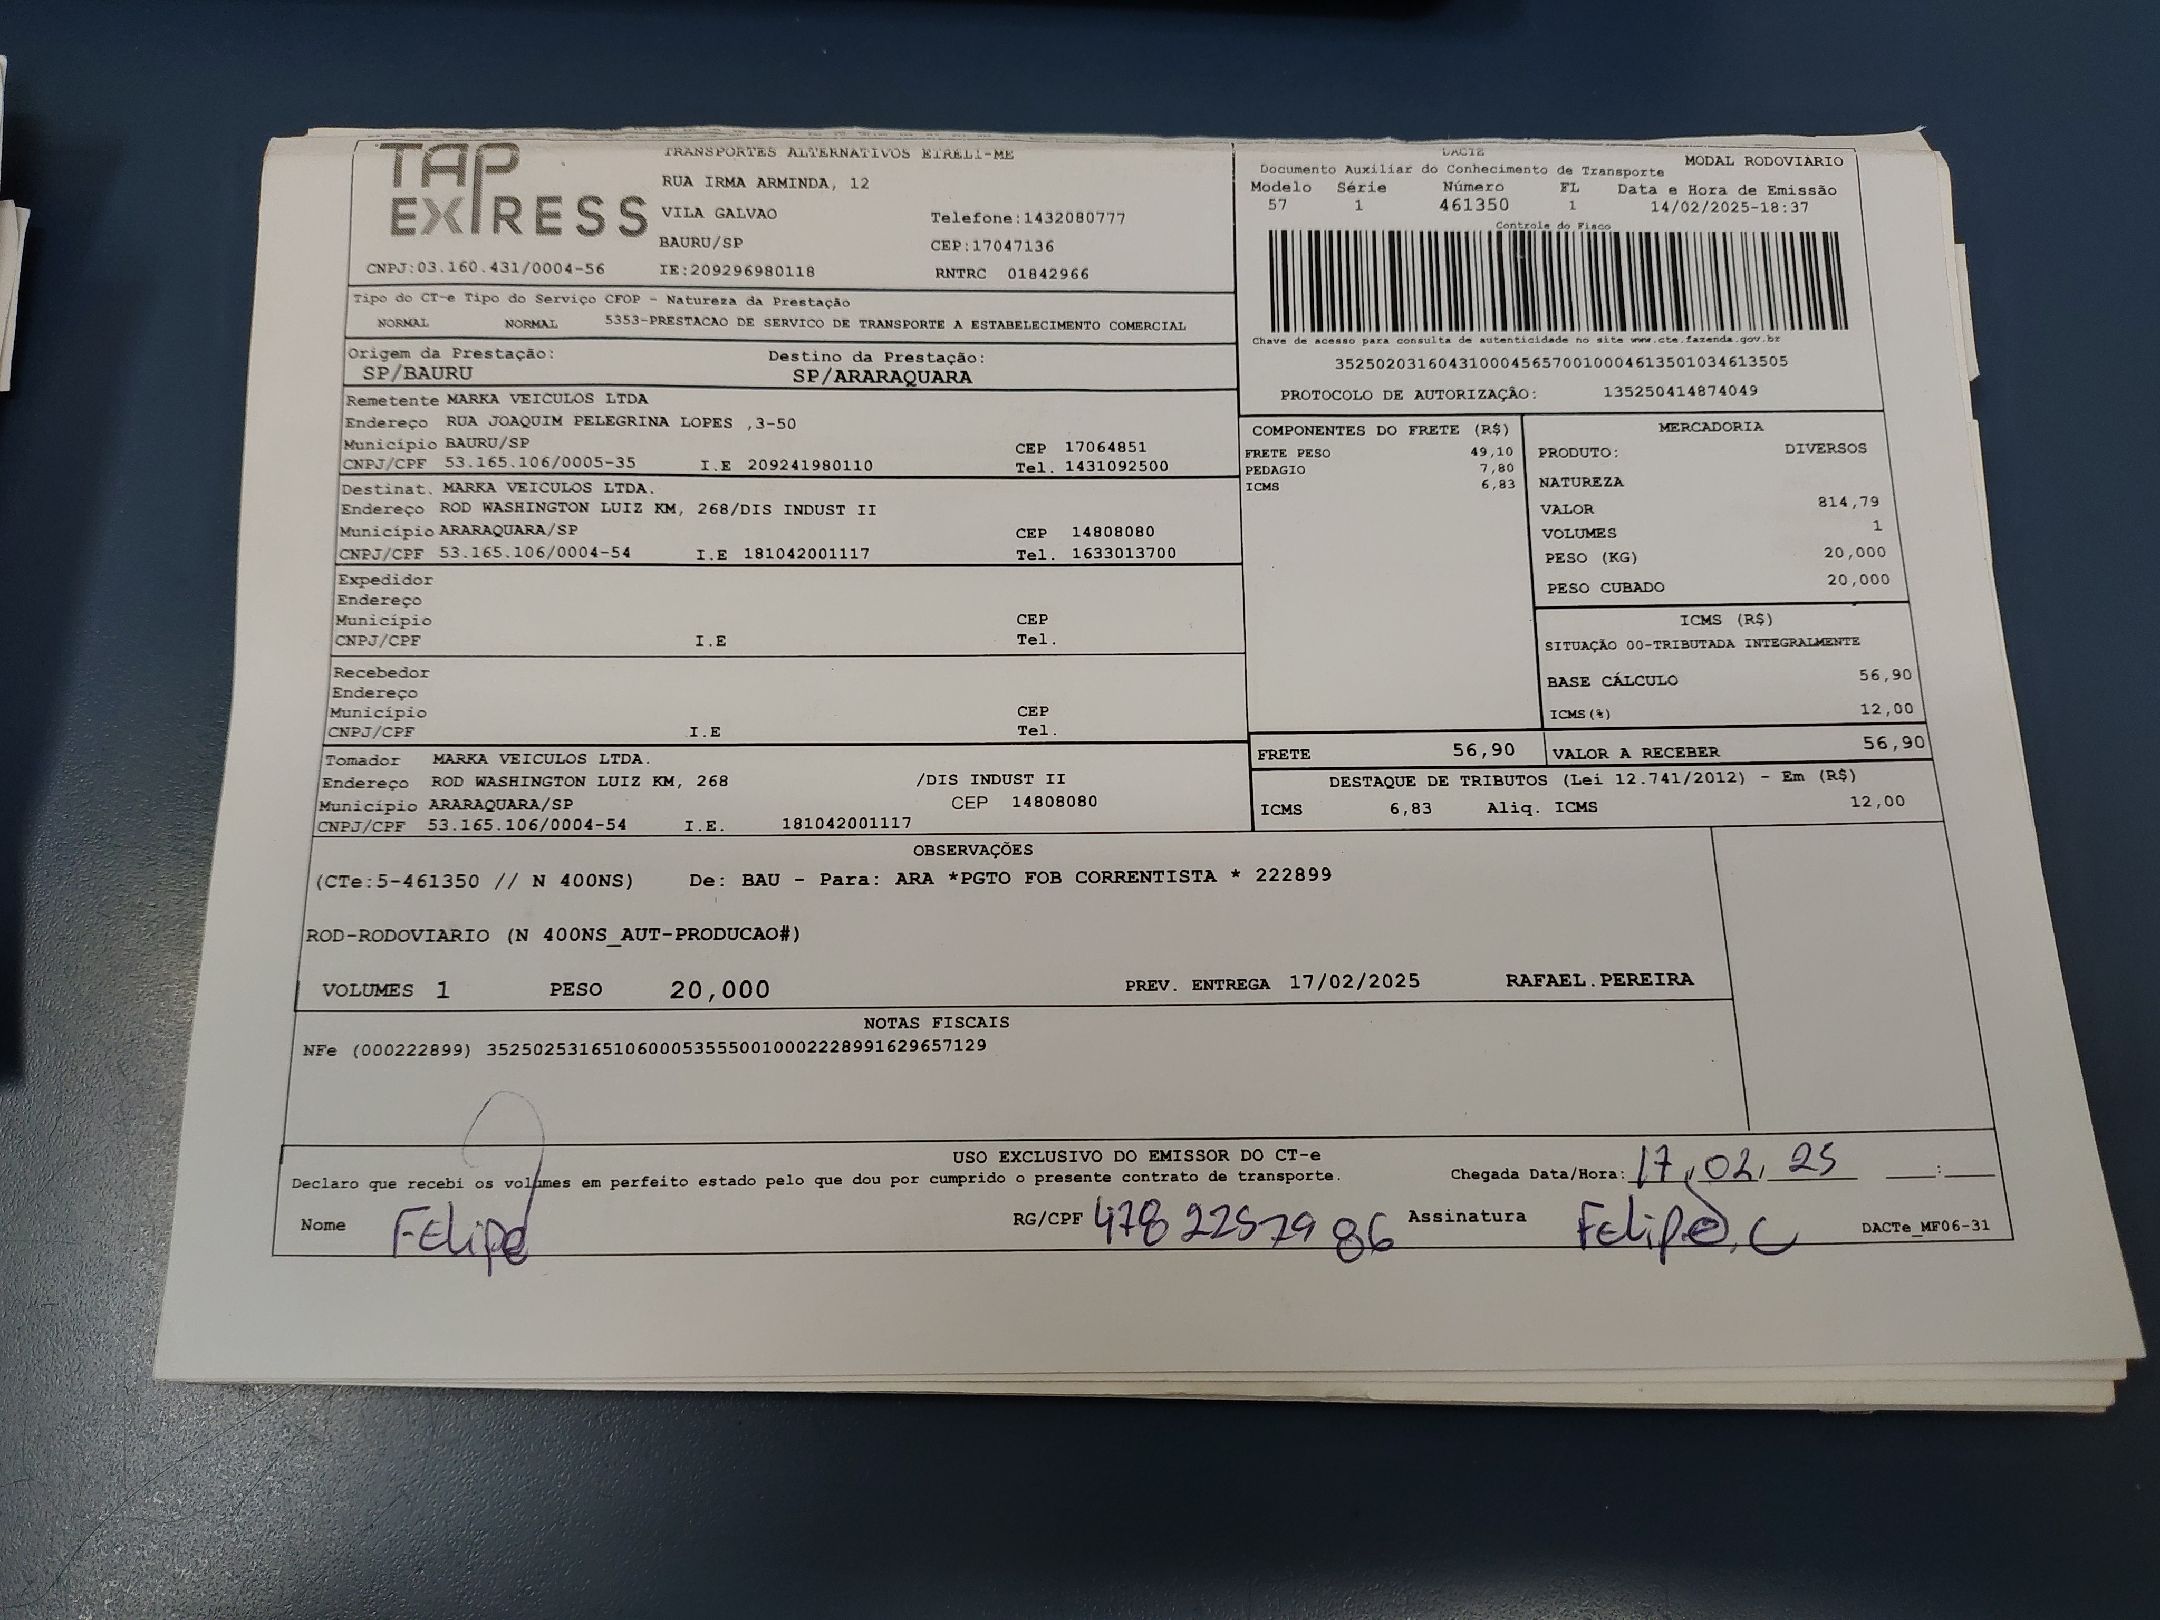 TAP EXPRESS
TRANSPORTES ALTERNATIVOS EIRELI-ME
RUA IRMA ARMINDA, 12
VILA GALVAO Telefone:1432080777
BAURU/SP CEP:17047136
CNPJ:03.160.431/0004-56 IE:209296980118 RNTRC 01842966
DACTE MODAL RODOVIARIO
Documento Auxiliar do Conhecimento de Transporte
Modelo Série Número FL Data e Hora de Emissão
57 1 461350 1 14/02/2025-18:37
Controle do Fisco
Chave de acesso para consulta de autenticidade no site www.cte.fazenda.gov.br
35250203160431000456570010004613501034613505
PROTOCOLO DE AUTORIZAÇÃO: 135250414874049
Tipo do CT-e Tipo do Serviço CFOP - Natureza da Prestação
NORMAL NORMAL 5353-PRESTACAO DE SERVICO DE TRANSPORTE A ESTABELECIMENTO COMERCIAL
Origem da Prestação: Destino da Prestação:
SP/BAURU SP/ARARAQUARA
Remetente MARKA VEICULOS LTDA
Endereço RUA JOAQUIM PELEGRINA LOPES ,3-50
Município BAURU/SP CEP 17064851
CNPJ/CPF 53.165.106/0005-35 I.E 209241980110 Tel. 1431092500
Destinat. MARKA VEICULOS LTDA.
Endereço ROD WASHINGTON LUIZ KM, 268/DIS INDUST II
Município ARARAQUARA/SP CEP 14808080
CNPJ/CPF 53.165.106/0004-54 I.E 181042001117 Tel. 1633013700
Expedidor
Endereço
Município CEP
CNPJ/CPF I.E Tel.
Recebedor
Endereço
Município CEP
CNPJ/CPF I.E Tel.
Tomador MARKA VEICULOS LTDA.
Endereço ROD WASHINGTON LUIZ KM, 268 /DIS INDUST II
Município ARARAQUARA/SP CEP 14808080
CNPJ/CPF 53.165.106/0004-54 I.E. 181042001117
COMPONENTES DO FRETE (R$)
FRETE PESO 49,10
PEDAGIO 7,80
ICMS 6,83
MERCADORIA
PRODUTO: DIVERSOS
NATUREZA
VALOR 814,79
VOLUMES 1
PESO (KG) 20,000
PESO CUBADO 20,000
ICMS (R$)
SITUAÇÃO 00-TRIBUTADA INTEGRALMENTE
BASE CÁLCULO 56,90
ICMS(%) 12,00
FRETE 56,90 VALOR A RECEBER 56,90
DESTAQUE DE TRIBUTOS (Lei 12.741/2012) - Em (R$)
ICMS 6,83 Aliq. ICMS 12,00
OBSERVAÇÕES
(CTe:5-461350 // N 400NS) De: BAU - Para: ARA *PGTO FOB CORRENTISTA * 222899
ROD-RODOVIARIO (N 400NS_AUT-PRODUCAO#)
VOLUMES 1 PESO 20,000 PREV. ENTREGA 17/02/2025 RAFAEL.PEREIRA
NOTAS FISCAIS
NFe (000222899) 35250253165106000535550010002228991629657129
USO EXCLUSIVO DO EMISSOR DO CT-e
Declaro que recebi os volumes em perfeito estado pelo que dou por cumprido o presente contrato de transporte. Chegada Data/Hora: 17,02,25 :
Nome Felipe RG/CPF 478 2257986 Assinatura Felipe.C DACTe_MF06-31